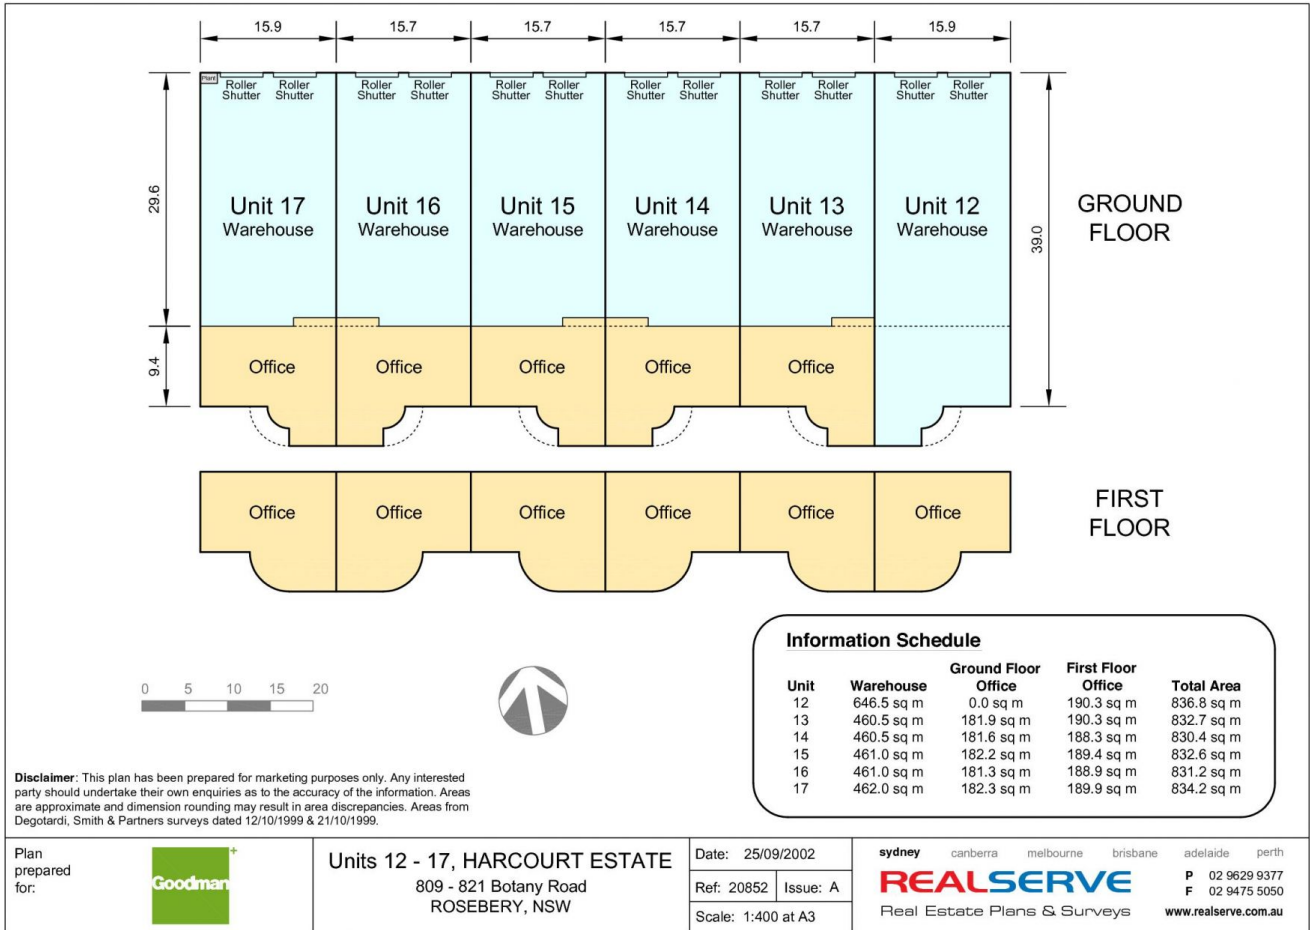 15.9 15.7 15.7 15.7 15.7 15.9
Plant
Roller Shutter Roller Shutter
Roller Shutter Roller Shutter
Roller Shutter Roller Shutter
Roller Shutter Roller Shutter
Roller Shutter Roller Shutter
Roller Shutter Roller Shutter
29.6
Unit 17 Unit 16 Unit 15 Unit 14 Unit 13 Unit 12
Warehouse Warehouse Warehouse Warehouse Warehouse Warehouse
39.0
GROUND
FLOOR
9.4
Office Office Office Office Office
Office Office Office Office Office Office
FIRST
FLOOR
0 5 10 15 20
Information Schedule
Ground Floor First Floor
Unit Warehouse Office Office Total Area
12 646.5 sq m 0.0 sq m 190.3 sq m 836.8 sq m
13 460.5 sq m 181.9 sq m 190.3 sq m 832.7 sq m
14 460.5 sq m 181.6 sq m 188.3 sq m 830.4 sq m
15 461.0 sq m 182.2 sq m 189.4 sq m 832.6 sq m
16 461.0 sq m 181.3 sq m 188.9 sq m 831.2 sq m
17 462.0 sq m 182.3 sq m 189.9 sq m 834.2 sq m
Disclaimer: This plan has been prepared for marketing purposes only. Any interested
party should undertake their own enquiries as to the accuracy of the information. Areas
are approximate and dimension rounding may result in area discrepancies. Areas from
Degotardi, Smith & Partners surveys dated 12/10/1999 & 21/10/1999.
Plan
prepared
for:
Goodman+
Units 12 - 17, HARCOURT ESTATE
809 - 821 Botany Road
ROSEBERY, NSW
Date: 25/09/2002
Ref: 20852 Issue: A
Scale: 1:400 at A3
sydney canberra melbourne brisbane adelaide perth
REALSERVE
Real Estate Plans & Surveys
P 02 9629 9377
F 02 9475 5050
www.realserve.com.au